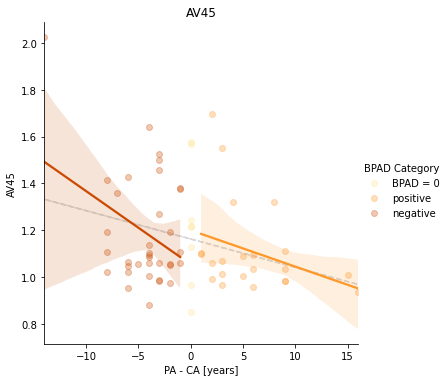 AV45
2.0
1.8
1.6
1.4
1.2
1.0
0.8
AV45
−10
−5
0
5
10
15
PA - CA [years]
BPAD Category
BPAD = 0
positive
negative